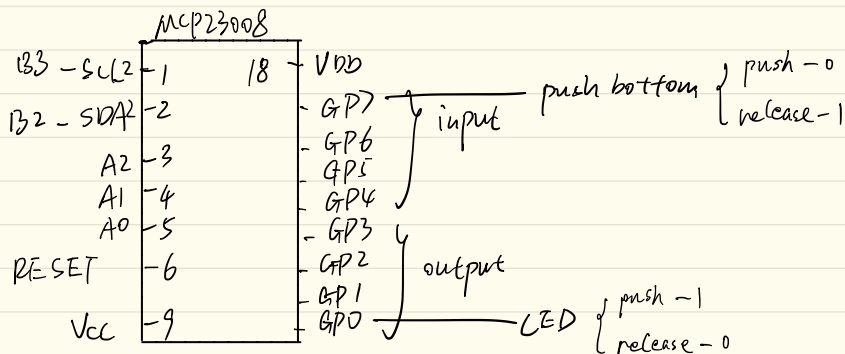 MCP23008
B3 - SCL2 1 18 VDD
B2 - SDA2 2 GP7 input push bottom push - 0
release - 1
GP6
GP5
A2 3
A1 4 GP4
A0 5 GP3
RESET 6 GP2 output
GP1
Vcc 9 GP0 LED push - 1
release - 0